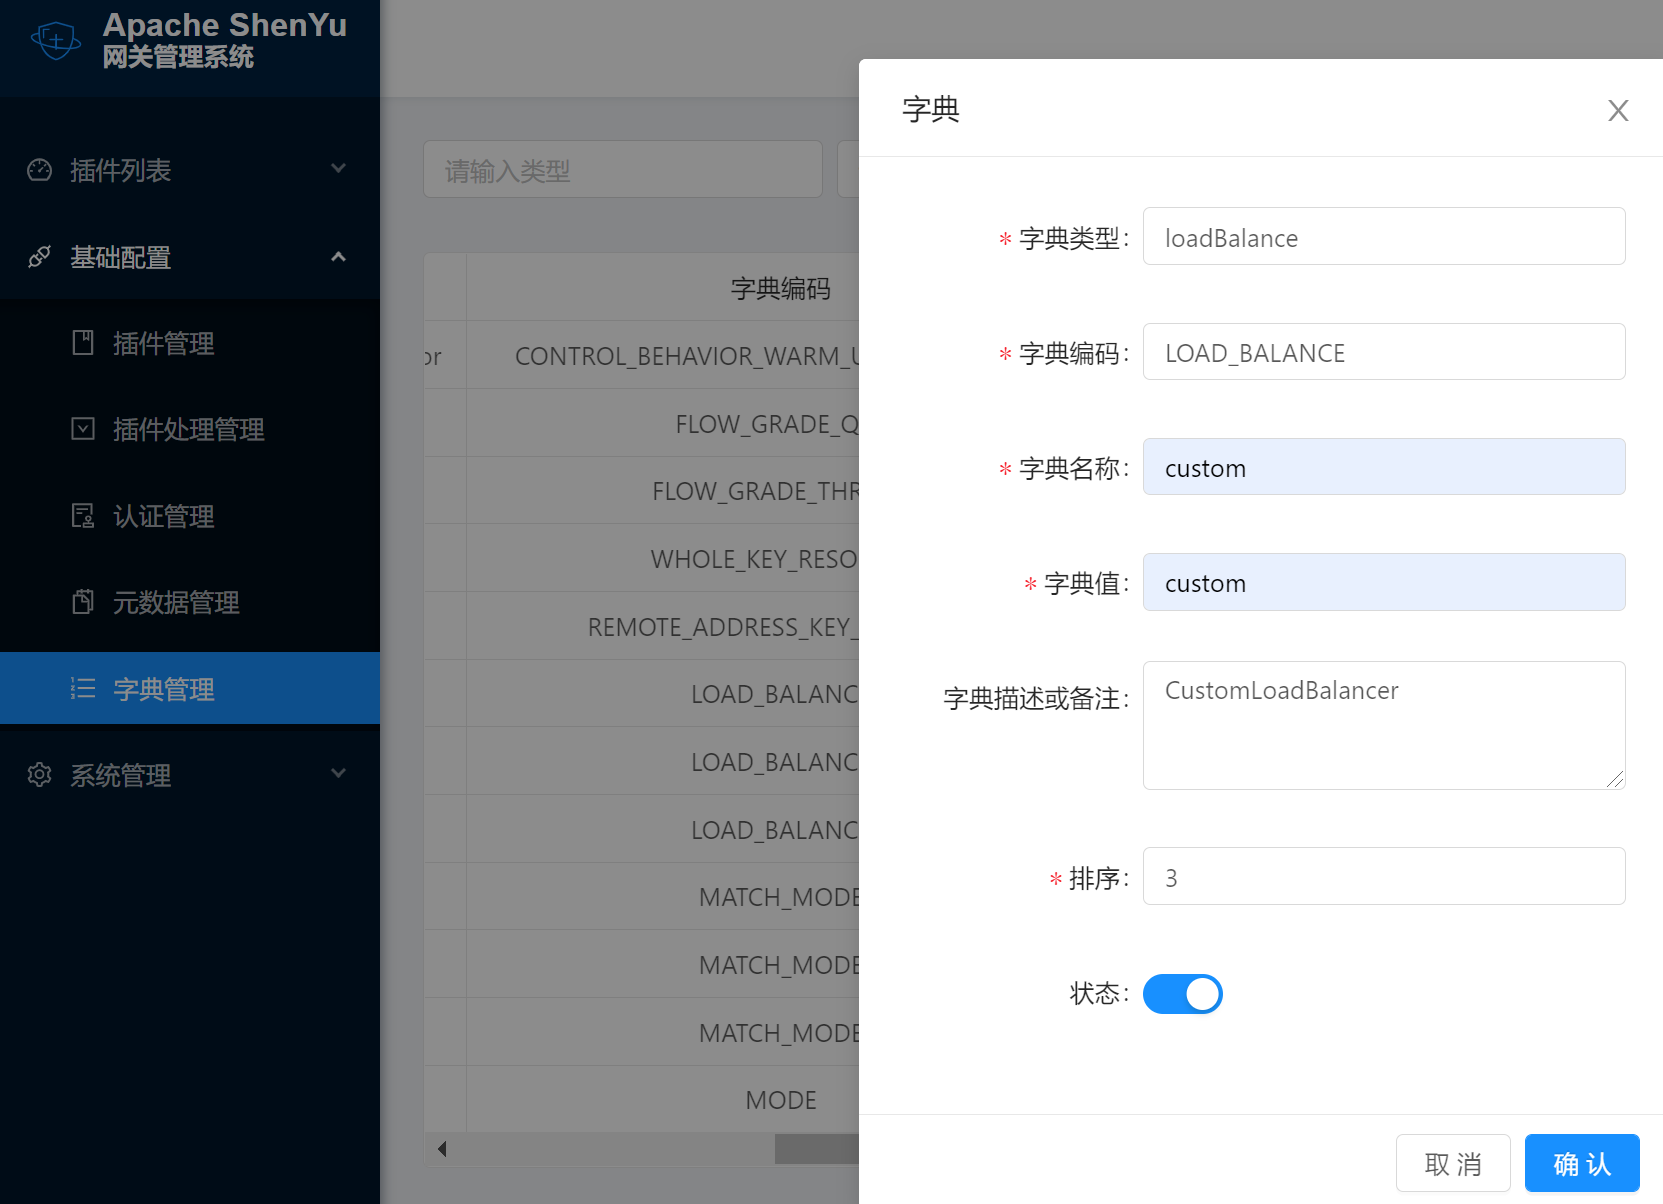 Apache ShenYu
网关管理系统
插件列表
基础配置
插件管理
插件处理管理
认证管理
元数据管理
字典管理
系统管理
请输入类型
字典编码
or CONTROL_BEHAVIOR_WARM_U
FLOW_GRADE_Q
FLOW_GRADE_THR
WHOLE_KEY_RESO
REMOTE_ADDRESS_KEY_
LOAD_BALANC
LOAD_BALANC
LOAD_BALANC
MATCH_MODE
MATCH_MODE
MATCH_MODE
MODE
字典
* 字典类型: loadBalance
* 字典编码: LOAD_BALANCE
* 字典名称: custom
* 字典值: custom
字典描述或备注: CustomLoadBalancer
* 排序: 3
状态:
取 消
确 认